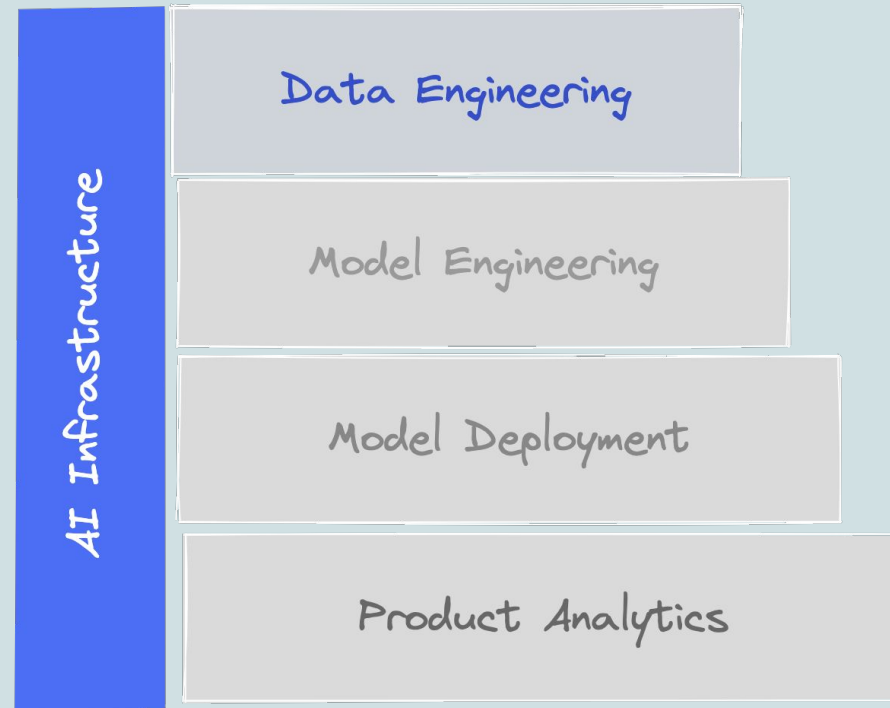 AI Infrastructure
Data Engineering
Model Engineering
Model Deployment
Product Analytics